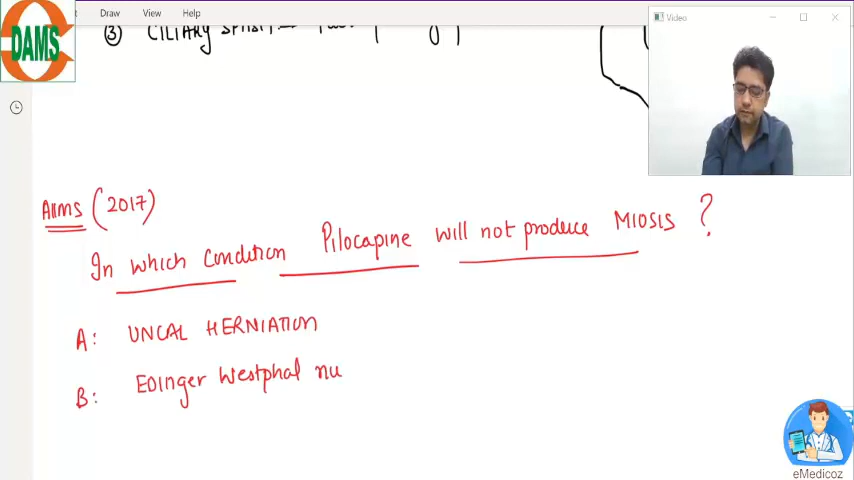 Draw View Help
DAMS
Video
③ CILIARY
AIIMS (2017)
In which condition Pilocapine will not produce MIOSIS ?
A: UNCAL HERNIATION
B: Edinger Westphal nu
eMedicoz